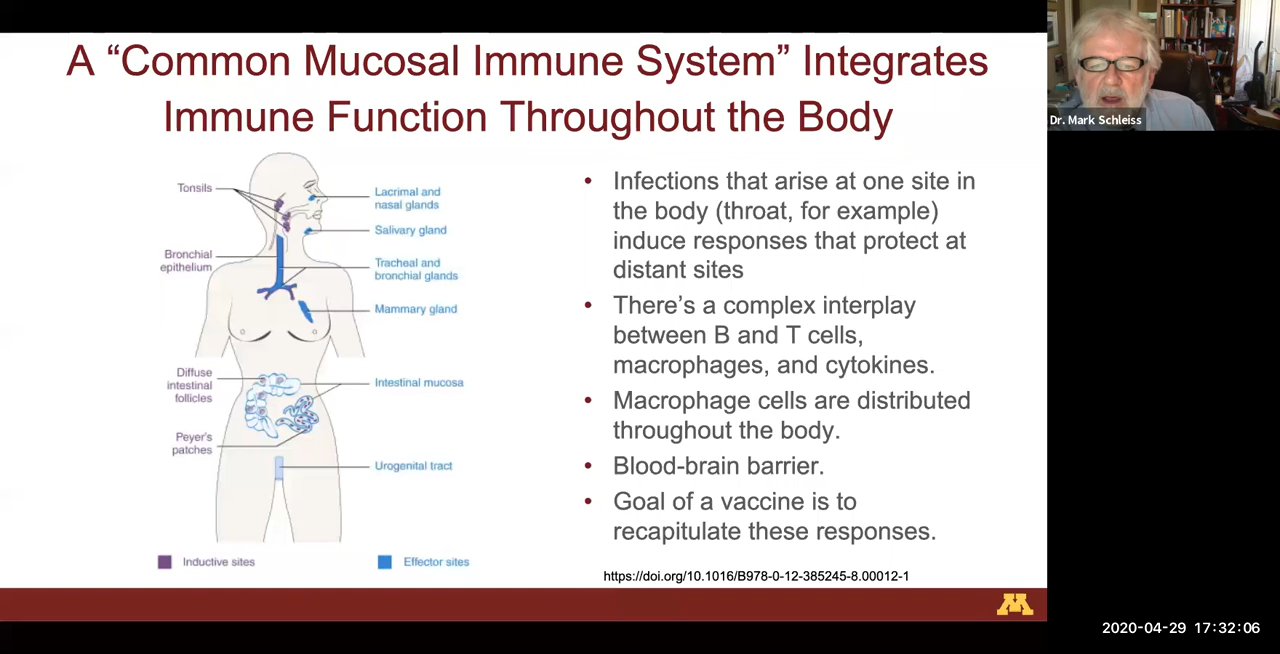 A “Common Mucosal Immune System” Integrates
Immune Function Throughout the Body
Dr. Mark Schleiss
Tonsils
Bronchial
epithelium
Diffuse
intestinal
follicles
Peyer's
patches
Lacrimal and
nasal glands
Salivary gland
Tracheal and
bronchial glands
Mammary gland
Intestinal mucosa
Urogenital tract
Inductive sites
Effector sites
• Infections that arise at one site in
the body (throat, for example)
induce responses that protect at
distant sites
• There’s a complex interplay
between B and T cells,
macrophages, and cytokines.
• Macrophage cells are distributed
throughout the body.
• Blood-brain barrier.
• Goal of a vaccine is to
recapitulate these responses.
https://doi.org/10.1016/B978-0-12-385245-8.00012-1
M
2020-04-29 17:32:06